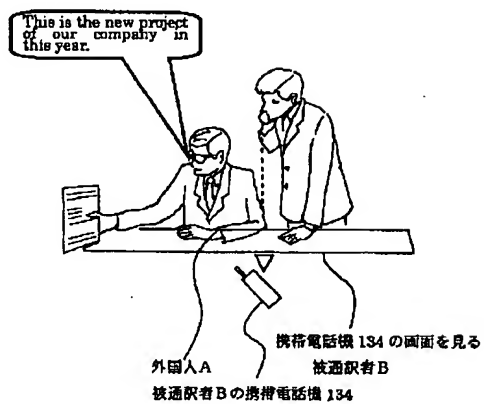 This is the new project
of our company in
this year.
携帯電話機 134 の画面を見る
被通訳者B
外国人A
被通訳者Bの携帯電話機 134